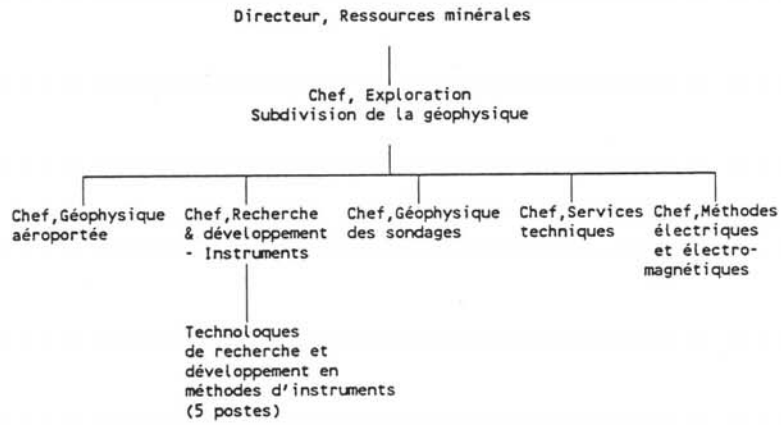 Directeur, Ressources minérales
Chef, Exploration
Subdivision de la géophysique
Chef,Géophysique
aéroportée
Chef,Recherche
& développement
- Instruments
Chef,Géophysique
des sondages
Chef,Services
techniques
Chef,Méthodes
électriques
et électro-
magnétiques
Technoloques
de recherche et
développement en
méthodes d'instruments
(5 postes)